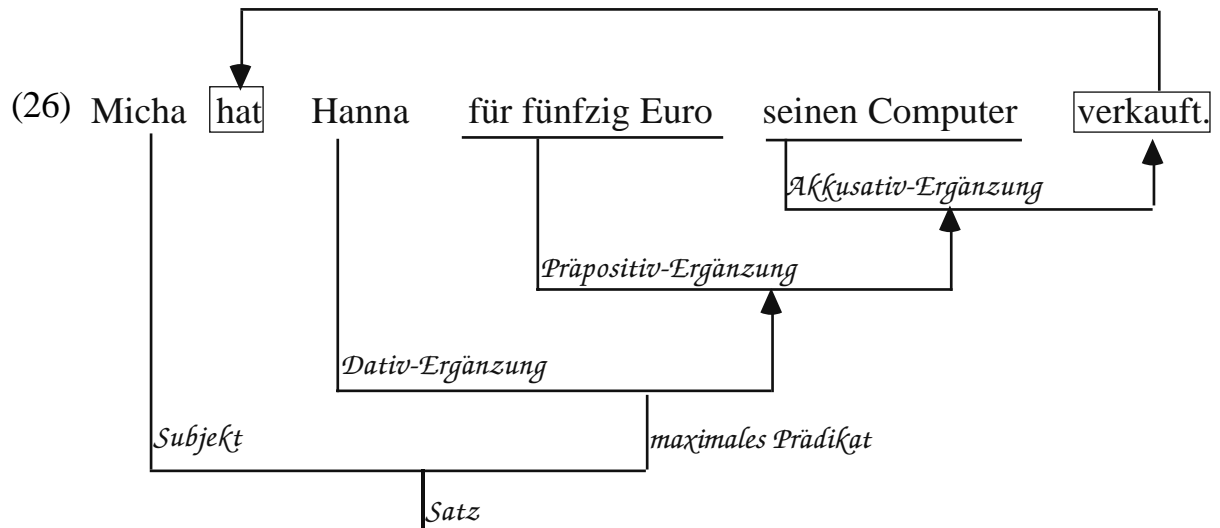 (26) Micha hat Hanna für fünfzig Euro seinen Computer verkauft.
Akkusativ-Ergänzung
Präpositiv-Ergänzung
Dativ-Ergänzung
Subjekt maximales Prädikat
Satz